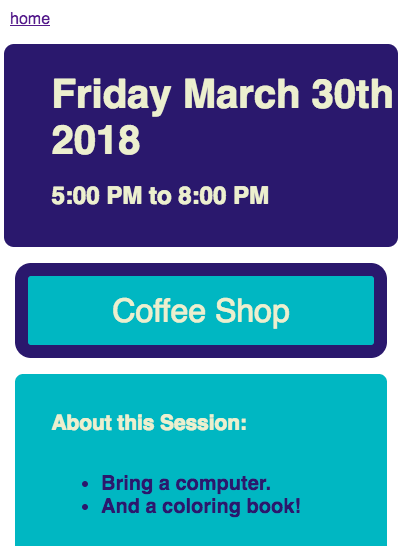 home
Friday March 30th
2018
5:00 PM to 8:00 PM
Coffee Shop
About this Session:
• Bring a computer.
• And a coloring book!